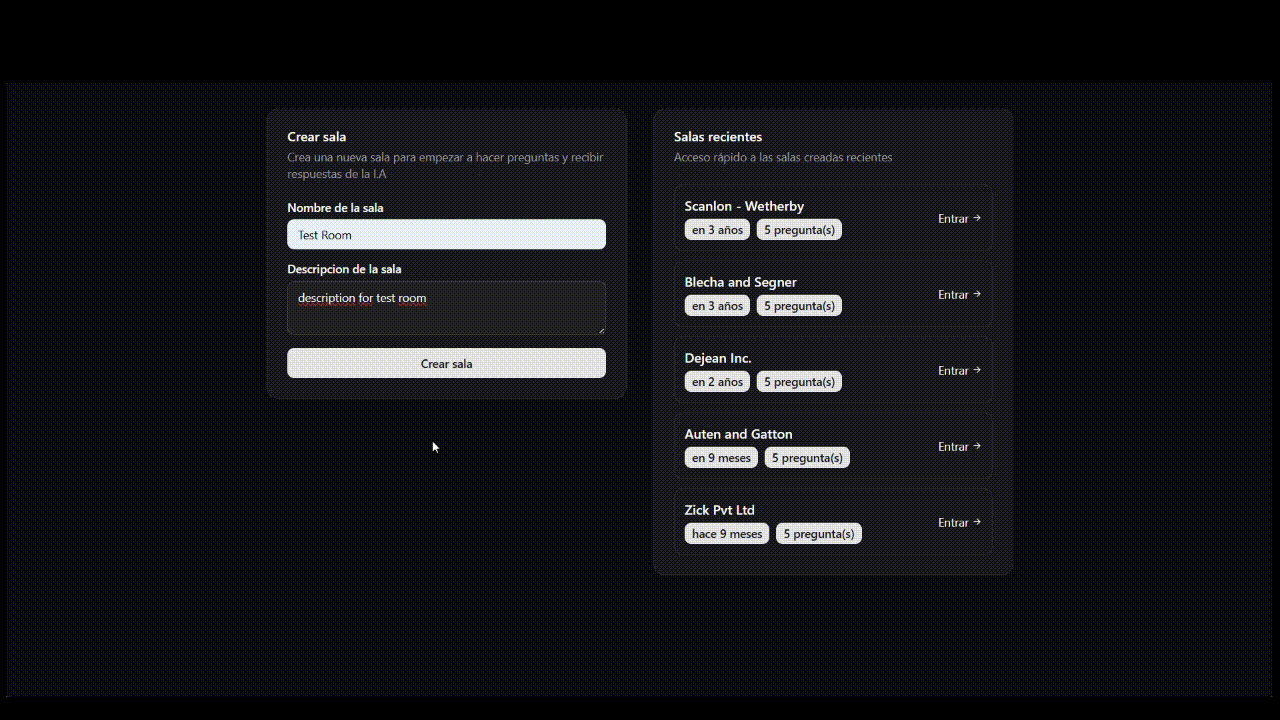 Crear sala
Crea una nueva sala para empezar a hacer preguntas y recibir
respuestas de la I.A
Nombre de la sala
Test Room
Descripcion de la sala
description for test room
Crear sala
Salas recientes
Acceso rápido a las salas creadas recientes
Scanlon - Wetherby
en 3 años 5 pregunta(s)
Entrar →
Blecha and Segner
en 3 años 5 pregunta(s)
Entrar →
Dejean Inc.
en 2 años 5 pregunta(s)
Entrar →
Auten and Gatton
en 9 meses 5 pregunta(s)
Entrar →
Zick Pvt Ltd
hace 9 meses 5 pregunta(s)
Entrar →